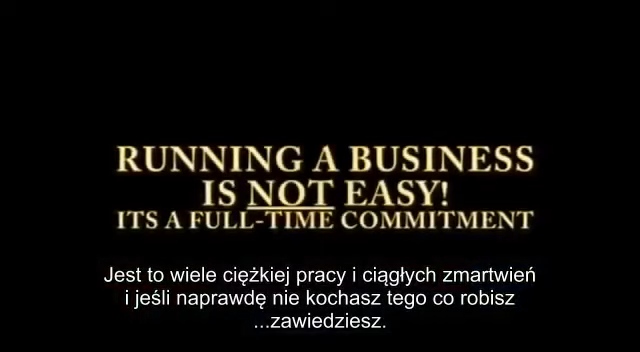 RUNNING A BUSINESS
IS NOT EASY!
ITS A FULL-TIME COMMITMENT
Jest to wiele ciężkiej pracy i ciągłych zmartwień
i jeśli naprawdę nie kochasz tego co robisz
...zawiedziesz.